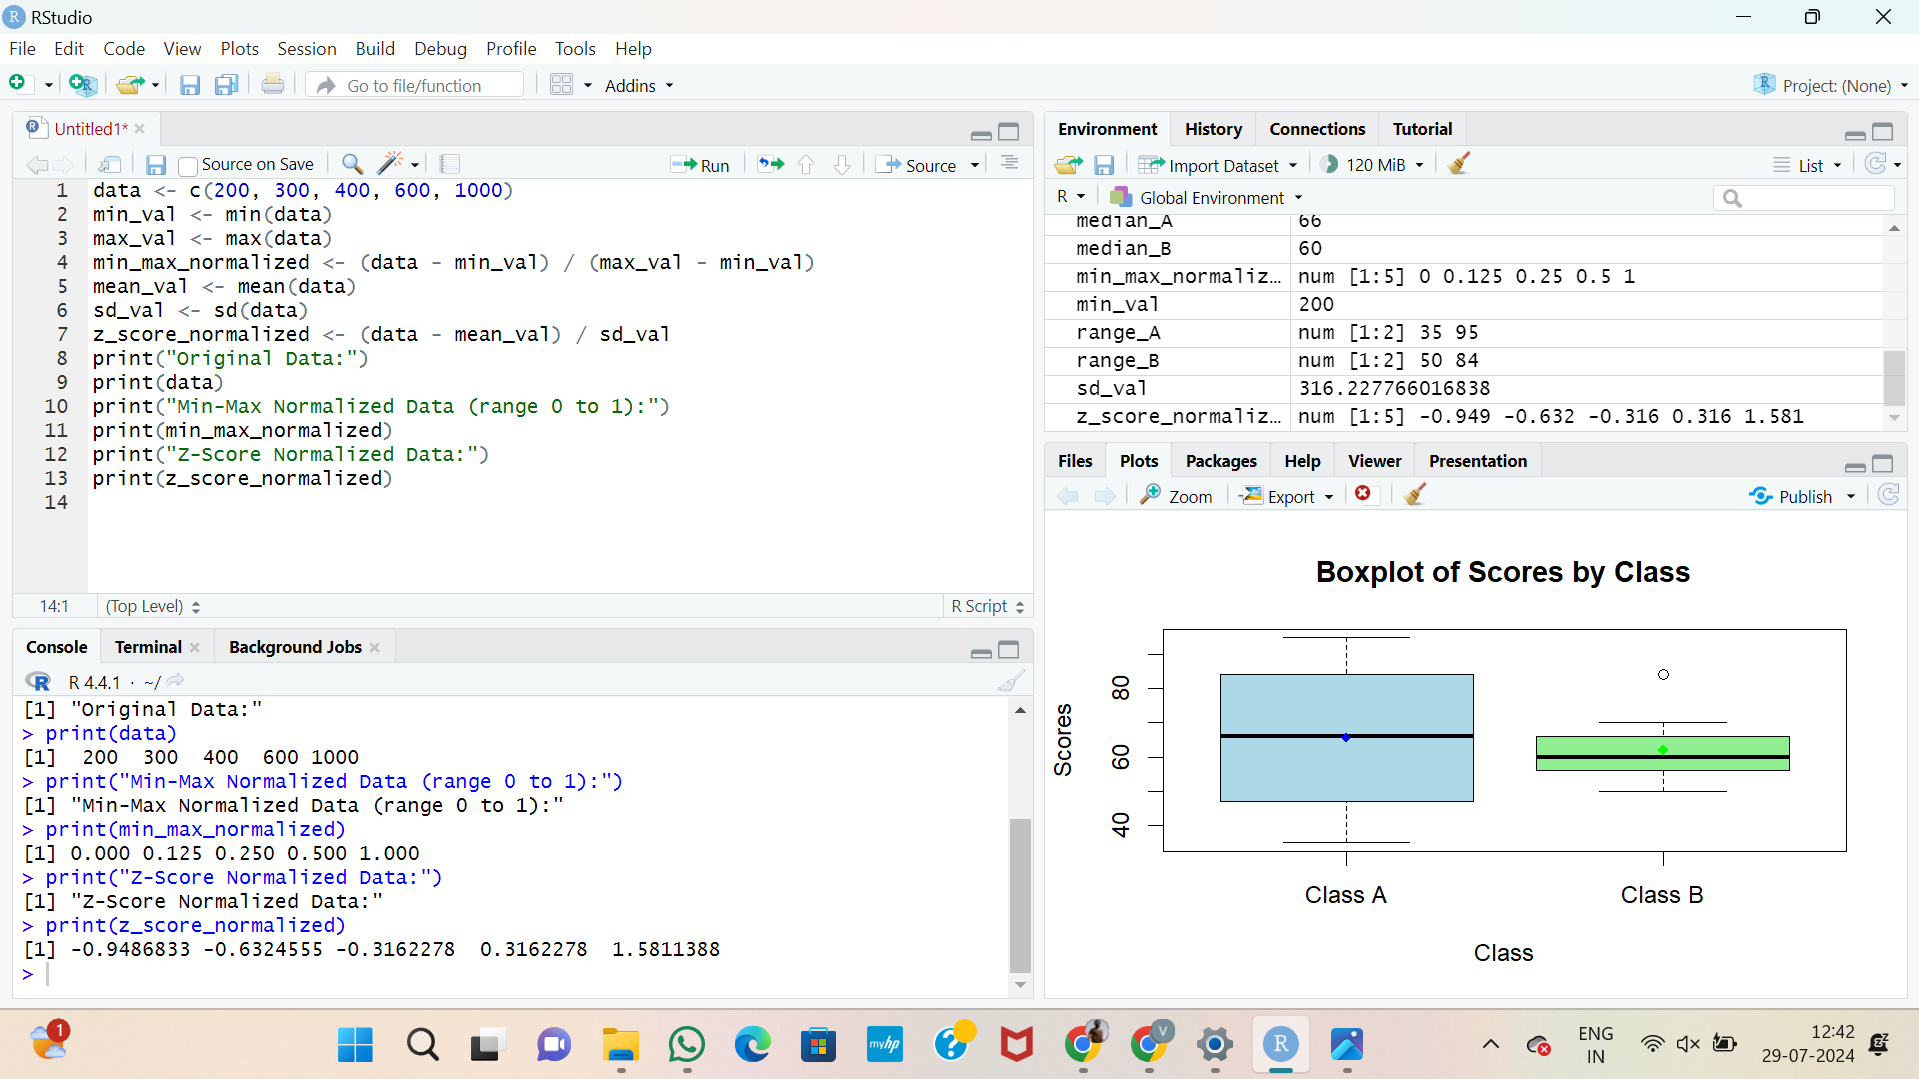 RStudio
File Edit Code View Plots Session Build Debug Profile Tools Help
Go to file/function
Addins
Project: (None)
Untitled1*
Source on Save
Run
Source
1 data <- c(200, 300, 400, 600, 1000)
2 min_val <- min(data)
3 max_val <- max(data)
4 min_max_normalized <- (data - min_val) / (max_val - min_val)
5 mean_val <- mean(data)
6 sd_val <- sd(data)
7 z_score_normalized <- (data - mean_val) / sd_val
8 print("Original Data:")
9 print(data)
10 print("Min-Max Normalized Data (range 0 to 1):")
11 print(min_max_normalized)
12 print("Z-Score Normalized Data:")
13 print(z_score_normalized)
14
14:1 (Top Level) R Script
Console Terminal Background Jobs
R 4.4.1 · ~/
[1] "Original Data:"
> print(data)
[1]  200  300  400  600 1000
> print("Min-Max Normalized Data (range 0 to 1):")
[1] "Min-Max Normalized Data (range 0 to 1):"
> print(min_max_normalized)
[1] 0.000 0.125 0.250 0.500 1.000
> print("Z-Score Normalized Data:")
[1] "Z-Score Normalized Data:"
> print(z_score_normalized)
[1] -0.9486833 -0.6324555 -0.3162278  0.3162278  1.5811388
>
Environment History Connections Tutorial
Import Dataset 120 MiB List
R Global Environment
median_A 66
median_B 60
min_max_normaliz… num [1:5] 0 0.125 0.25 0.5 1
min_val 200
range_A num [1:2] 35 95
range_B num [1:2] 50 84
sd_val 316.227766016838
z_score_normaliz… num [1:5] -0.949 -0.632 -0.316 0.316 1.581
Files Plots Packages Help Viewer Presentation
Zoom Export Publish
Boxplot of Scores by Class
Scores
80
60
40
Class A Class B
Class
1
myhp
V
R
ENG
IN
12:42
29-07-2024